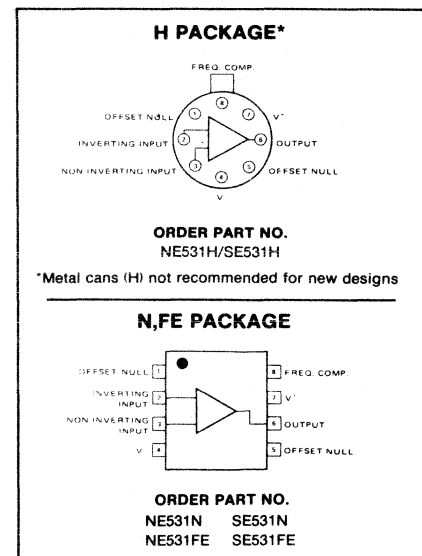 H PACKAGE*
FREQ. COMP.
8
OFFSET NULL 1 7 V+
INVERTING INPUT 2 6 OUTPUT
NON INVERTING INPUT 3 5 OFFSET NULL
4
V
ORDER PART NO.
NE531H/SE531H
*Metal cans (H) not recommended for new designs
N,FE PACKAGE
OFFSET NULL 1 8 FREQ. COMP.
INVERTING INPUT 2 7 V+
NON INVERTING INPUT 3 6 OUTPUT
V 4 5 OFFSET NULL
ORDER PART NO.
NE531N SE531N
NE531FE SE531FE